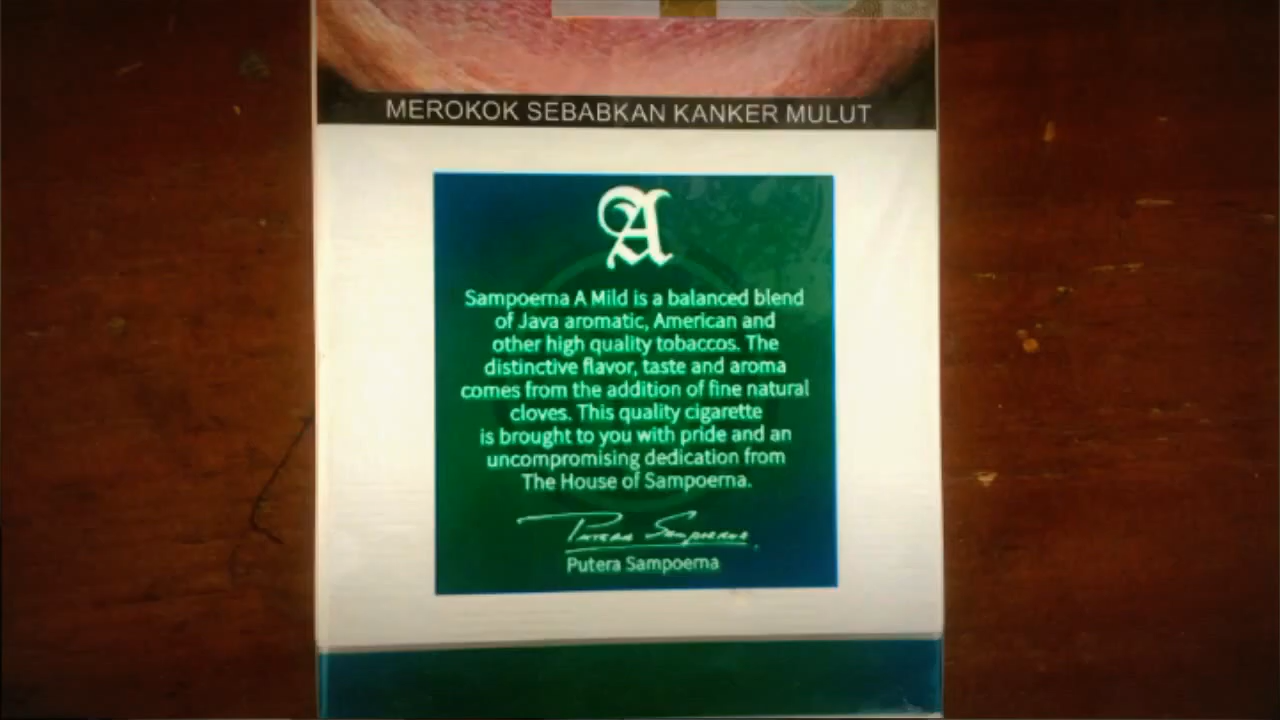 MEROKOK SEBABKAN KANKER MULUT
A
Sampoerna A Mild is a balanced blend
of Java aromatic, American and
other high quality tobaccos. The
distinctive flavor, taste and aroma
comes from the addition of fine natural
cloves. This quality cigarette
is brought to you with pride and an
uncompromising dedication from
The House of Sampoerna.
Putera Sampoerna
Putera Sampoerna